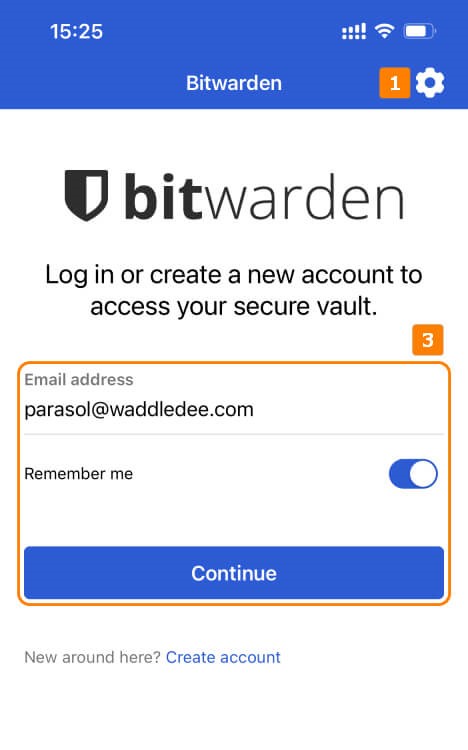 15:25
Bitwarden
1
bitwarden
Log in or create a new account to
access your secure vault.
3
Email address
parasol@waddledee.com
Remember me
Continue
New around here? Create account